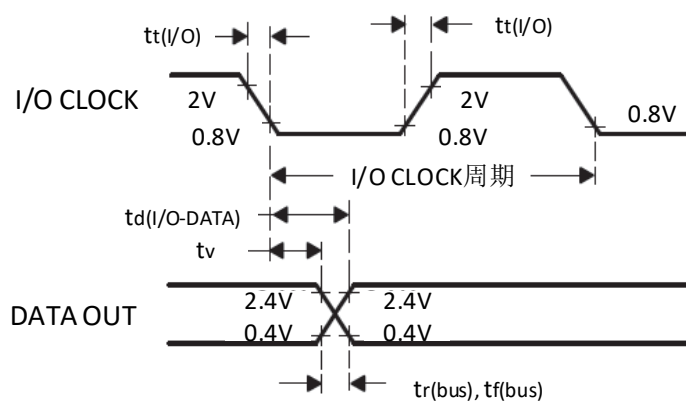 tt(I/O) tt(I/O)
I/O CLOCK 2V 2V 0.8V
0.8V 0.8V
I/O CLOCK周期
td(I/O-DATA)
tv
DATA OUT 2.4V 2.4V
0.4V 0.4V
tr(bus), tf(bus)